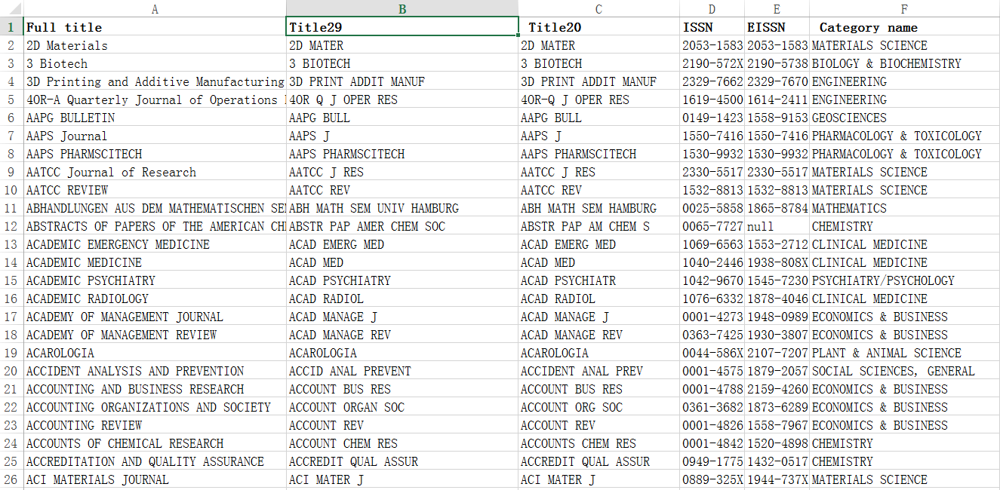 A B C D E F
1 Full title Title29 Title20 ISSN EISSN Category name
2 2D Materials 2D MATER 2D MATER 2053-1583 2053-1583 MATERIALS SCIENCE
3 3 Biotech 3 BIOTECH 3 BIOTECH 2190-572X 2190-5738 BIOLOGY & BIOCHEMISTRY
4 3D Printing and Additive Manufacturing 3D PRINT ADDIT MANUF 3D PRINT ADDIT MANUF 2329-7662 2329-7670 ENGINEERING
5 4OR-A Quarterly Journal of Operations 4OR Q J OPER RES 4OR-Q J OPER RES 1619-4500 1614-2411 ENGINEERING
6 AAPG BULLETIN AAPG BULL AAPG BULL 0149-1423 1558-9153 GEOSCIENCES
7 AAPS Journal AAPS J AAPS J 1550-7416 1550-7416 PHARMACOLOGY & TOXICOLOGY
8 AAPS PHARMSCITECH AAPS PHARMSCITECH AAPS PHARMSCITECH 1530-9932 1530-9932 PHARMACOLOGY & TOXICOLOGY
9 AATCC Journal of Research AATCC J RES AATCC J RES 2330-5517 2330-5517 MATERIALS SCIENCE
10 AATCC REVIEW AATCC REV AATCC REV 1532-8813 1532-8813 MATERIALS SCIENCE
11 ABHANDLUNGEN AUS DEM MATHEMATISCHEN ABH MATH SEM UNIV HAMBURG ABH MATH SEM HAMBURG 0025-5858 1865-8784 MATHEMATICS
12 ABSTRACTS OF PAPERS OF THE AMERICAN ABSTR PAP AMER CHEM SOC ABSTR PAP AM CHEM S 0065-7727 null CHEMISTRY
13 ACADEMIC EMERGENCY MEDICINE ACAD EMERG MED ACAD EMERG MED 1069-6563 1553-2712 CLINICAL MEDICINE
14 ACADEMIC MEDICINE ACAD MED ACAD MED 1040-2446 1938-808X CLINICAL MEDICINE
15 ACADEMIC PSYCHIATRY ACAD PSYCHIATRY ACAD PSYCHIATR 1042-9670 1545-7230 PSYCHIATRY/PSYCHOLOGY
16 ACADEMIC RADIOLOGY ACAD RADIOL ACAD RADIOL 1076-6332 1878-4046 CLINICAL MEDICINE
17 ACADEMY OF MANAGEMENT JOURNAL ACAD MANAGE J ACAD MANAGE J 0001-4273 1948-0989 ECONOMICS & BUSINESS
18 ACADEMY OF MANAGEMENT REVIEW ACAD MANAGE REV ACAD MANAGE REV 0363-7425 1930-3807 ECONOMICS & BUSINESS
19 ACAROLOGIA ACAROLOGIA ACAROLOGIA 0044-586X 2107-7207 PLANT & ANIMAL SCIENCE
20 ACCIDENT ANALYSIS AND PREVENTION ACCID ANAL PREVENT ACCIDENT ANAL PREV 0001-4575 1879-2057 SOCIAL SCIENCES, GENERAL
21 ACCOUNTING AND BUSINESS RESEARCH ACCOUNT BUS RES ACCOUNT BUS RES 0001-4788 2159-4260 ECONOMICS & BUSINESS
22 ACCOUNTING ORGANIZATIONS AND SOCIETY ACCOUNT ORGAN SOC ACCOUNT ORG SOC 0361-3682 1873-6289 ECONOMICS & BUSINESS
23 ACCOUNTING REVIEW ACCOUNT REV ACCOUNT REV 0001-4826 1558-7967 ECONOMICS & BUSINESS
24 ACCOUNTS OF CHEMICAL RESEARCH ACCOUNT CHEM RES ACCOUNTS CHEM RES 0001-4842 1520-4898 CHEMISTRY
25 ACCREDITATION AND QUALITY ASSURANCE ACCREDIT QUAL ASSUR ACCREDIT QUAL ASSUR 0949-1775 1432-0517 CHEMISTRY
26 ACI MATERIALS JOURNAL ACI MATER J ACI MATER J 0889-325X 1944-737X MATERIALS SCIENCE